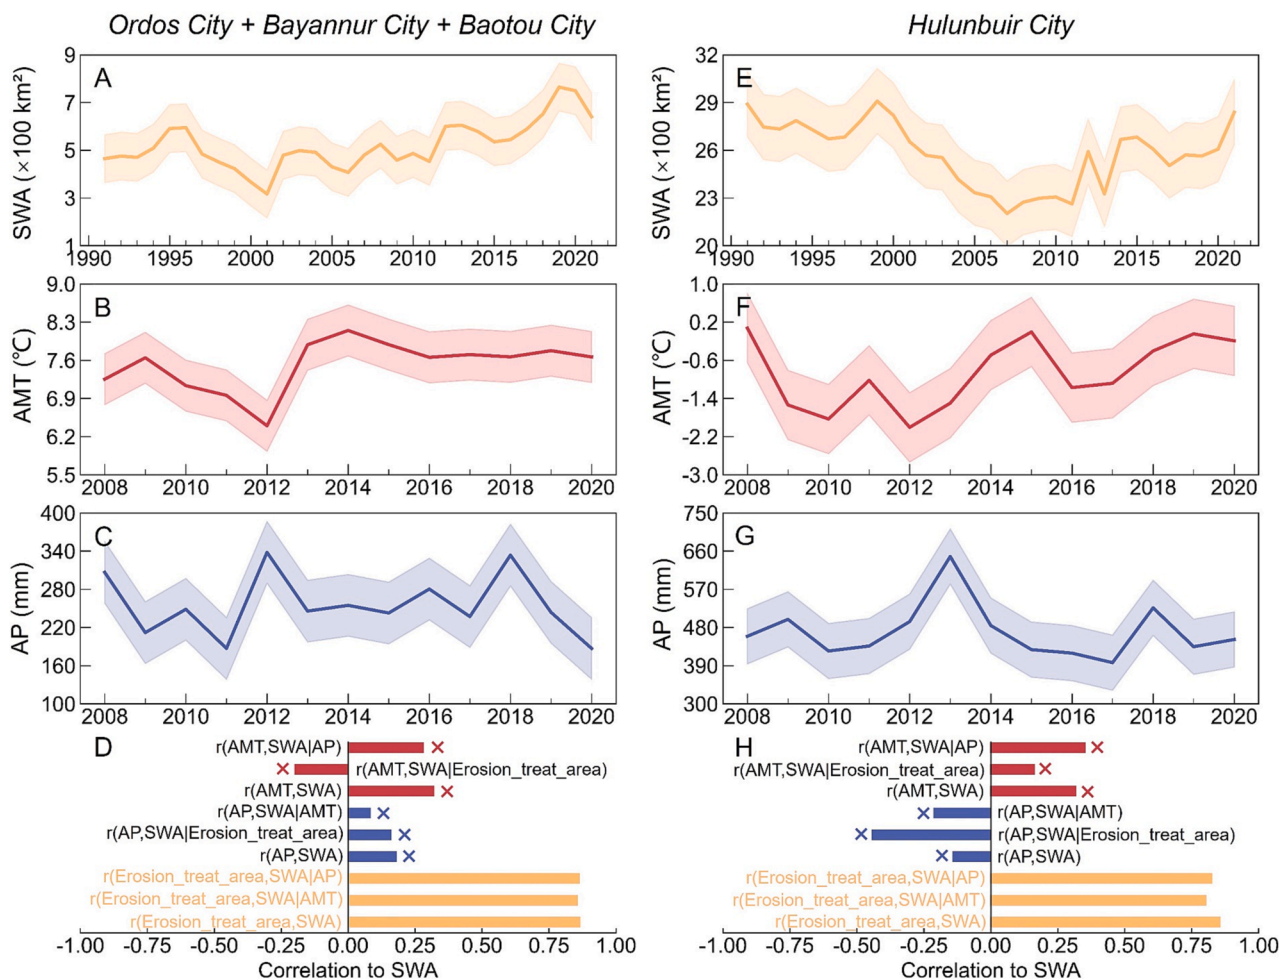 Ordos City + Bayannur City + Baotou City
Hulunbuir City
A
SWA (×100 km²)
9
7
5
3
1
1990 1995 2000 2005 2010 2015 2020
E
SWA (×100 km²)
32
29
26
23
20
1990 1995 2000 2005 2010 2015 2020
B
AMT (°C)
9.0
8.3
7.6
6.9
6.2
5.5
2008 2010 2012 2014 2016 2018 2020
F
AMT (°C)
1.0
0.2
-0.6
-1.4
-2.2
-3.0
2008 2010 2012 2014 2016 2018 2020
C
AP (mm)
400
340
280
220
160
100
2008 2010 2012 2014 2016 2018 2020
G
AP (mm)
750
660
570
480
390
300
2008 2010 2012 2014 2016 2018 2020
D
r(AMT,SWA|AP) ×
× r(AMT,SWA|Erosion_treat_area)
r(AMT,SWA) ×
r(AP,SWA|AMT) ×
r(AP,SWA|Erosion_treat_area) ×
r(AP,SWA) ×
r(Erosion_treat_area,SWA|AP)
r(Erosion_treat_area,SWA|AMT)
r(Erosion_treat_area,SWA)
-1.00 -0.75 -0.50 -0.25 0.00 0.25 0.50 0.75 1.00
Correlation to SWA
H
r(AMT,SWA|AP) ×
r(AMT,SWA|Erosion_treat_area) ×
r(AMT,SWA) ×
× r(AP,SWA|AMT)
× r(AP,SWA|Erosion_treat_area)
× r(AP,SWA)
r(Erosion_treat_area,SWA|AP)
r(Erosion_treat_area,SWA|AMT)
r(Erosion_treat_area,SWA)
-1.00 -0.75 -0.50 -0.25 0.00 0.25 0.50 0.75 1.00
Correlation to SWA